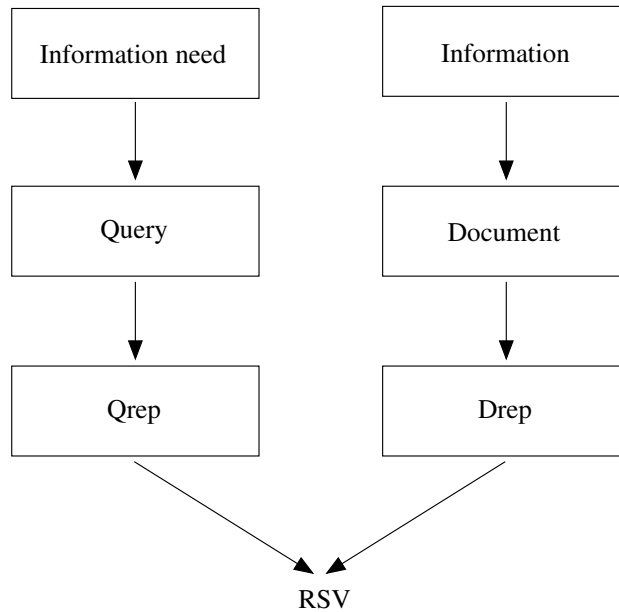 Information need
Information
Query
Document
Qrep
Drep
RSV